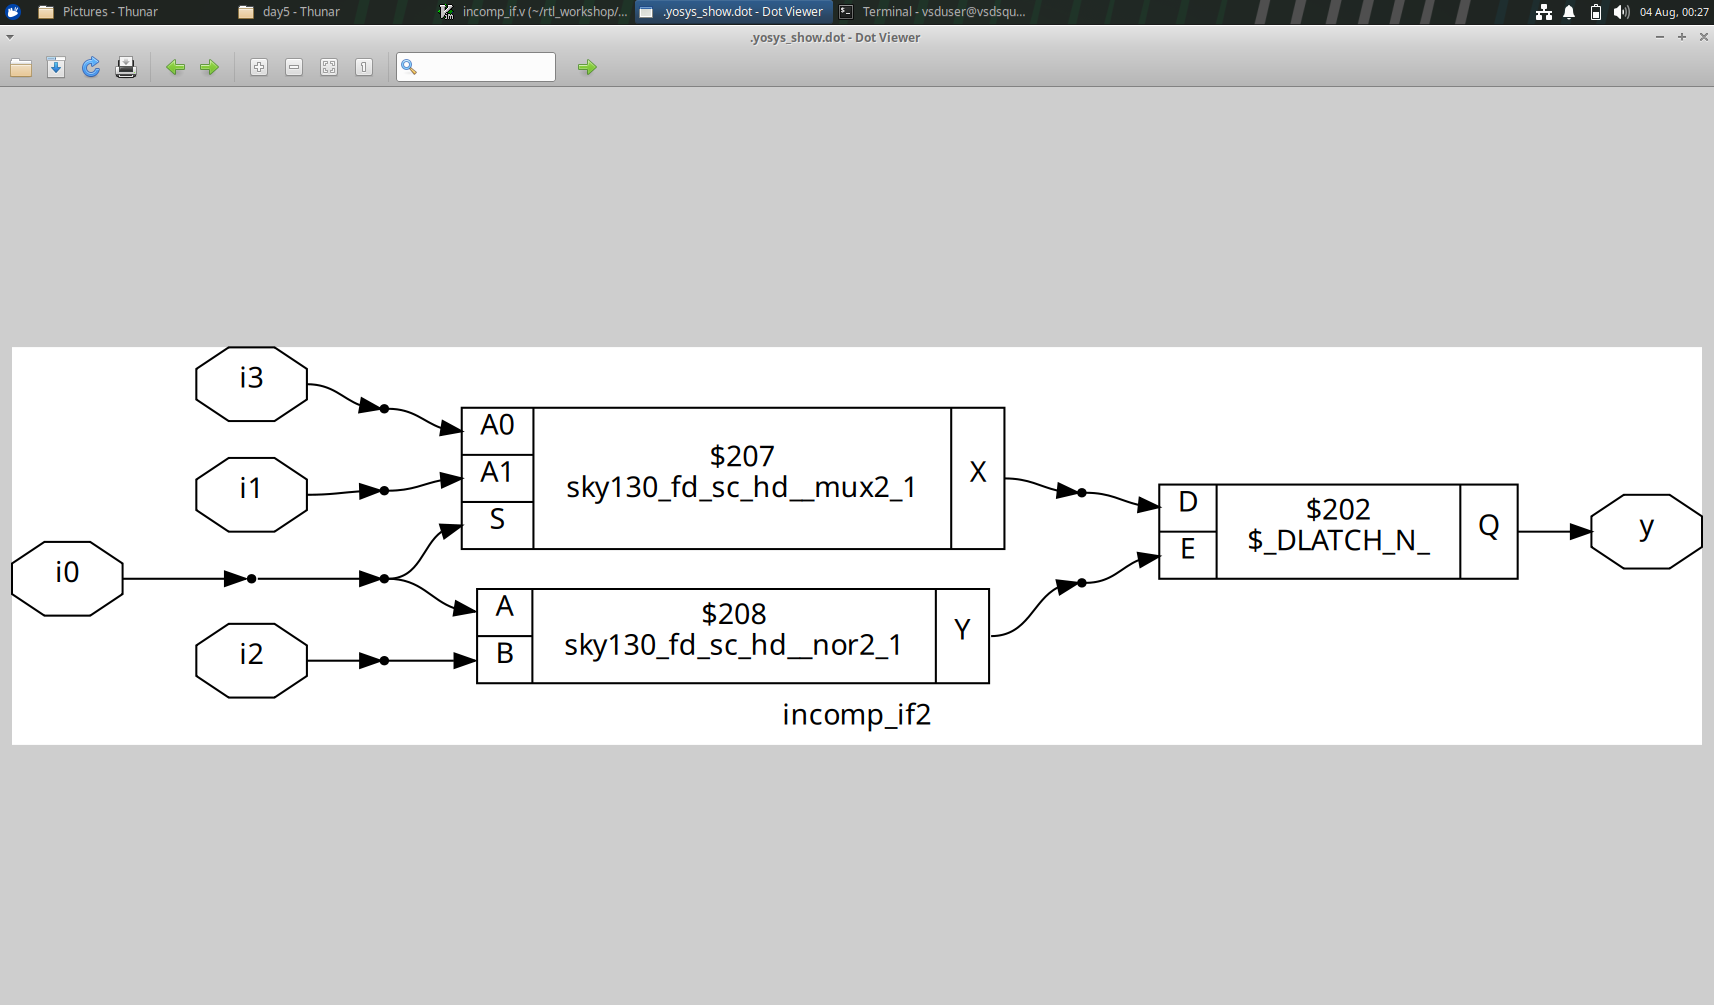 Pictures - Thunar
day5 - Thunar
incomp_if.v (~/rtl_workshop/...
.yosys_show.dot - Dot Viewer
Terminal - vsduser@vsdsqu...
04 Aug, 00:27
.yosys_show.dot - Dot Viewer
1
i3
i1
i0
i2
A0
A1
S
$207
sky130_fd_sc_hd__mux2_1
X
A
B
$208
sky130_fd_sc_hd__nor2_1
Y
D
E
$202
$_DLATCH_N_
Q
y
incomp_if2